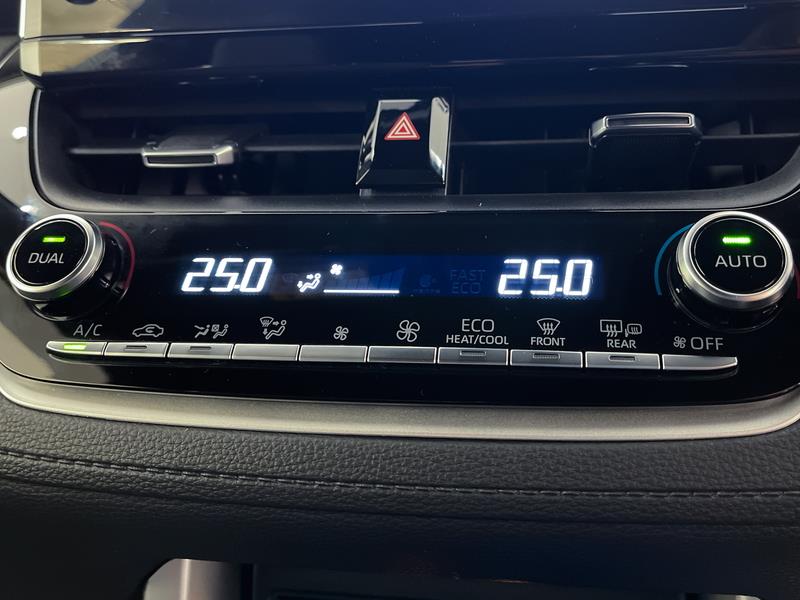 DUAL
25.0
FAST
ECO
25.0
AUTO
A/C
ECO
HEAT/COOL
FRONT
REAR
OFF